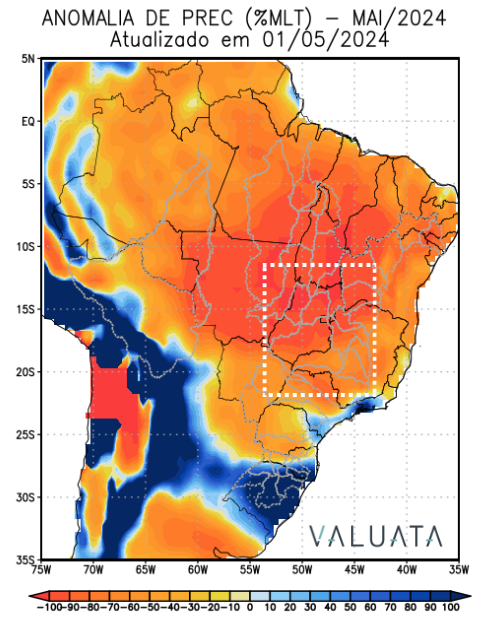 ANOMALIA DE PREC (%MLT) – MAI/2024
Atualizado em 01/05/2024
5N
EQ
5S
10S
15S
20S
25S
30S
35S
VALUATA
75W 70W 65W 60W 55W 50W 45W 40W 35W
-100 -90 -80 -70 -60 -50 -40 -30 -20 -10 0 10 20 30 40 50 60 70 80 90 100